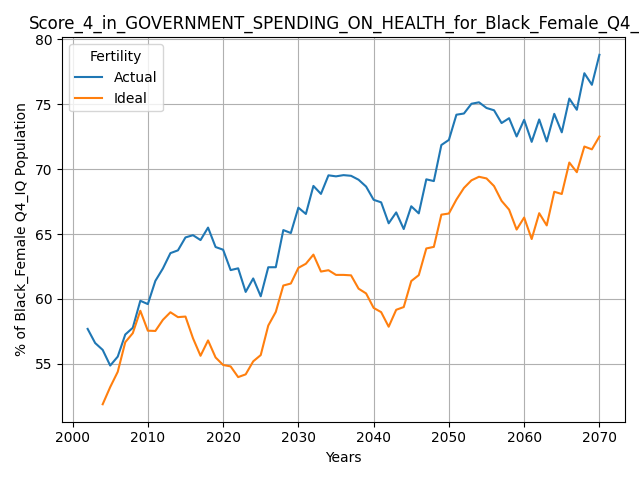 Score_4_in_GOVERNMENT_SPENDING_ON_HEALTH_for_Black_Female_Q4_
Fertility
Actual
Ideal
% of Black_Female Q4_IQ Population
80
75
70
65
60
55
2000 2010 2020 2030 2040 2050 2060 2070
Years